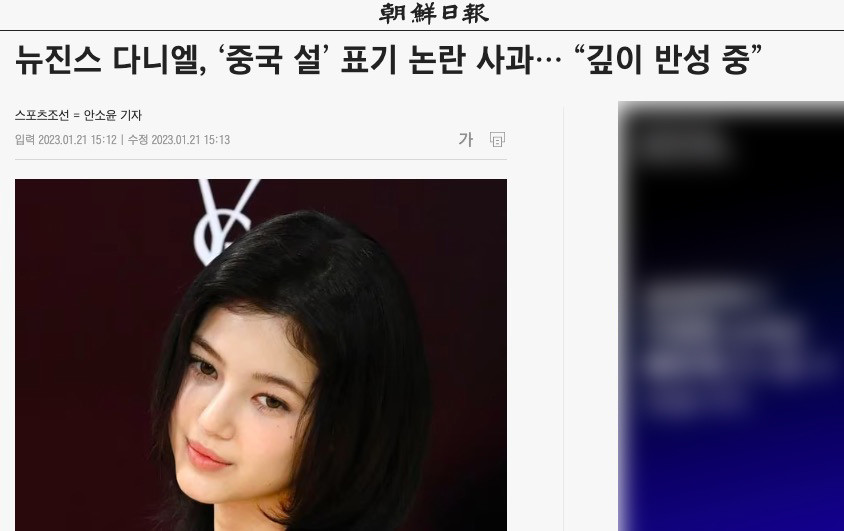 朝鮮日報
뉴진스 다니엘, ‘중국 설’ 표기 논란 사과… “깊이 반성 중”
스포츠조선 = 안소윤 기자
입력 2023.01.21 15:12 | 수정 2023.01.21 15:13
가